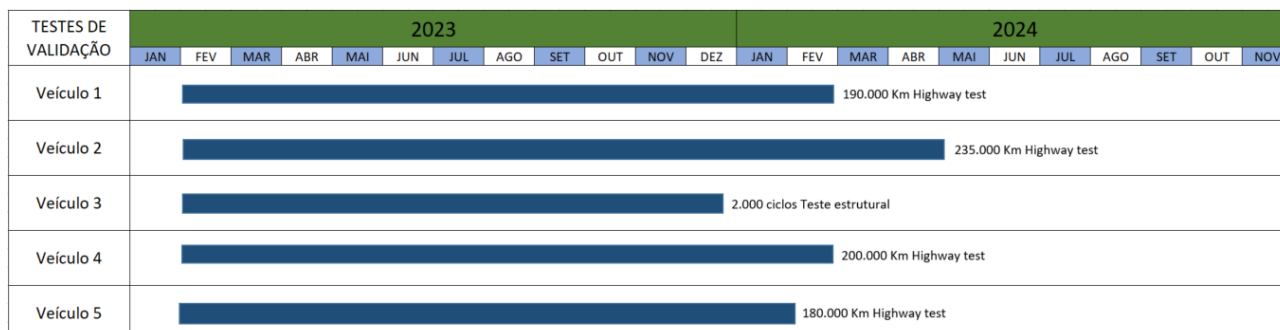 TESTES DE
VALIDAÇÃO
2023
2024
JAN FEV MAR ABR MAI JUN JUL AGO SET OUT NOV DEZ JAN FEV MAR ABR MAI JUN JUL AGO SET OUT NOV
Veículo 1
190.000 Km Highway test
Veículo 2
235.000 Km Highway test
Veículo 3
2.000 ciclos Teste estrutural
Veículo 4
200.000 Km Highway test
Veículo 5
180.000 Km Highway test